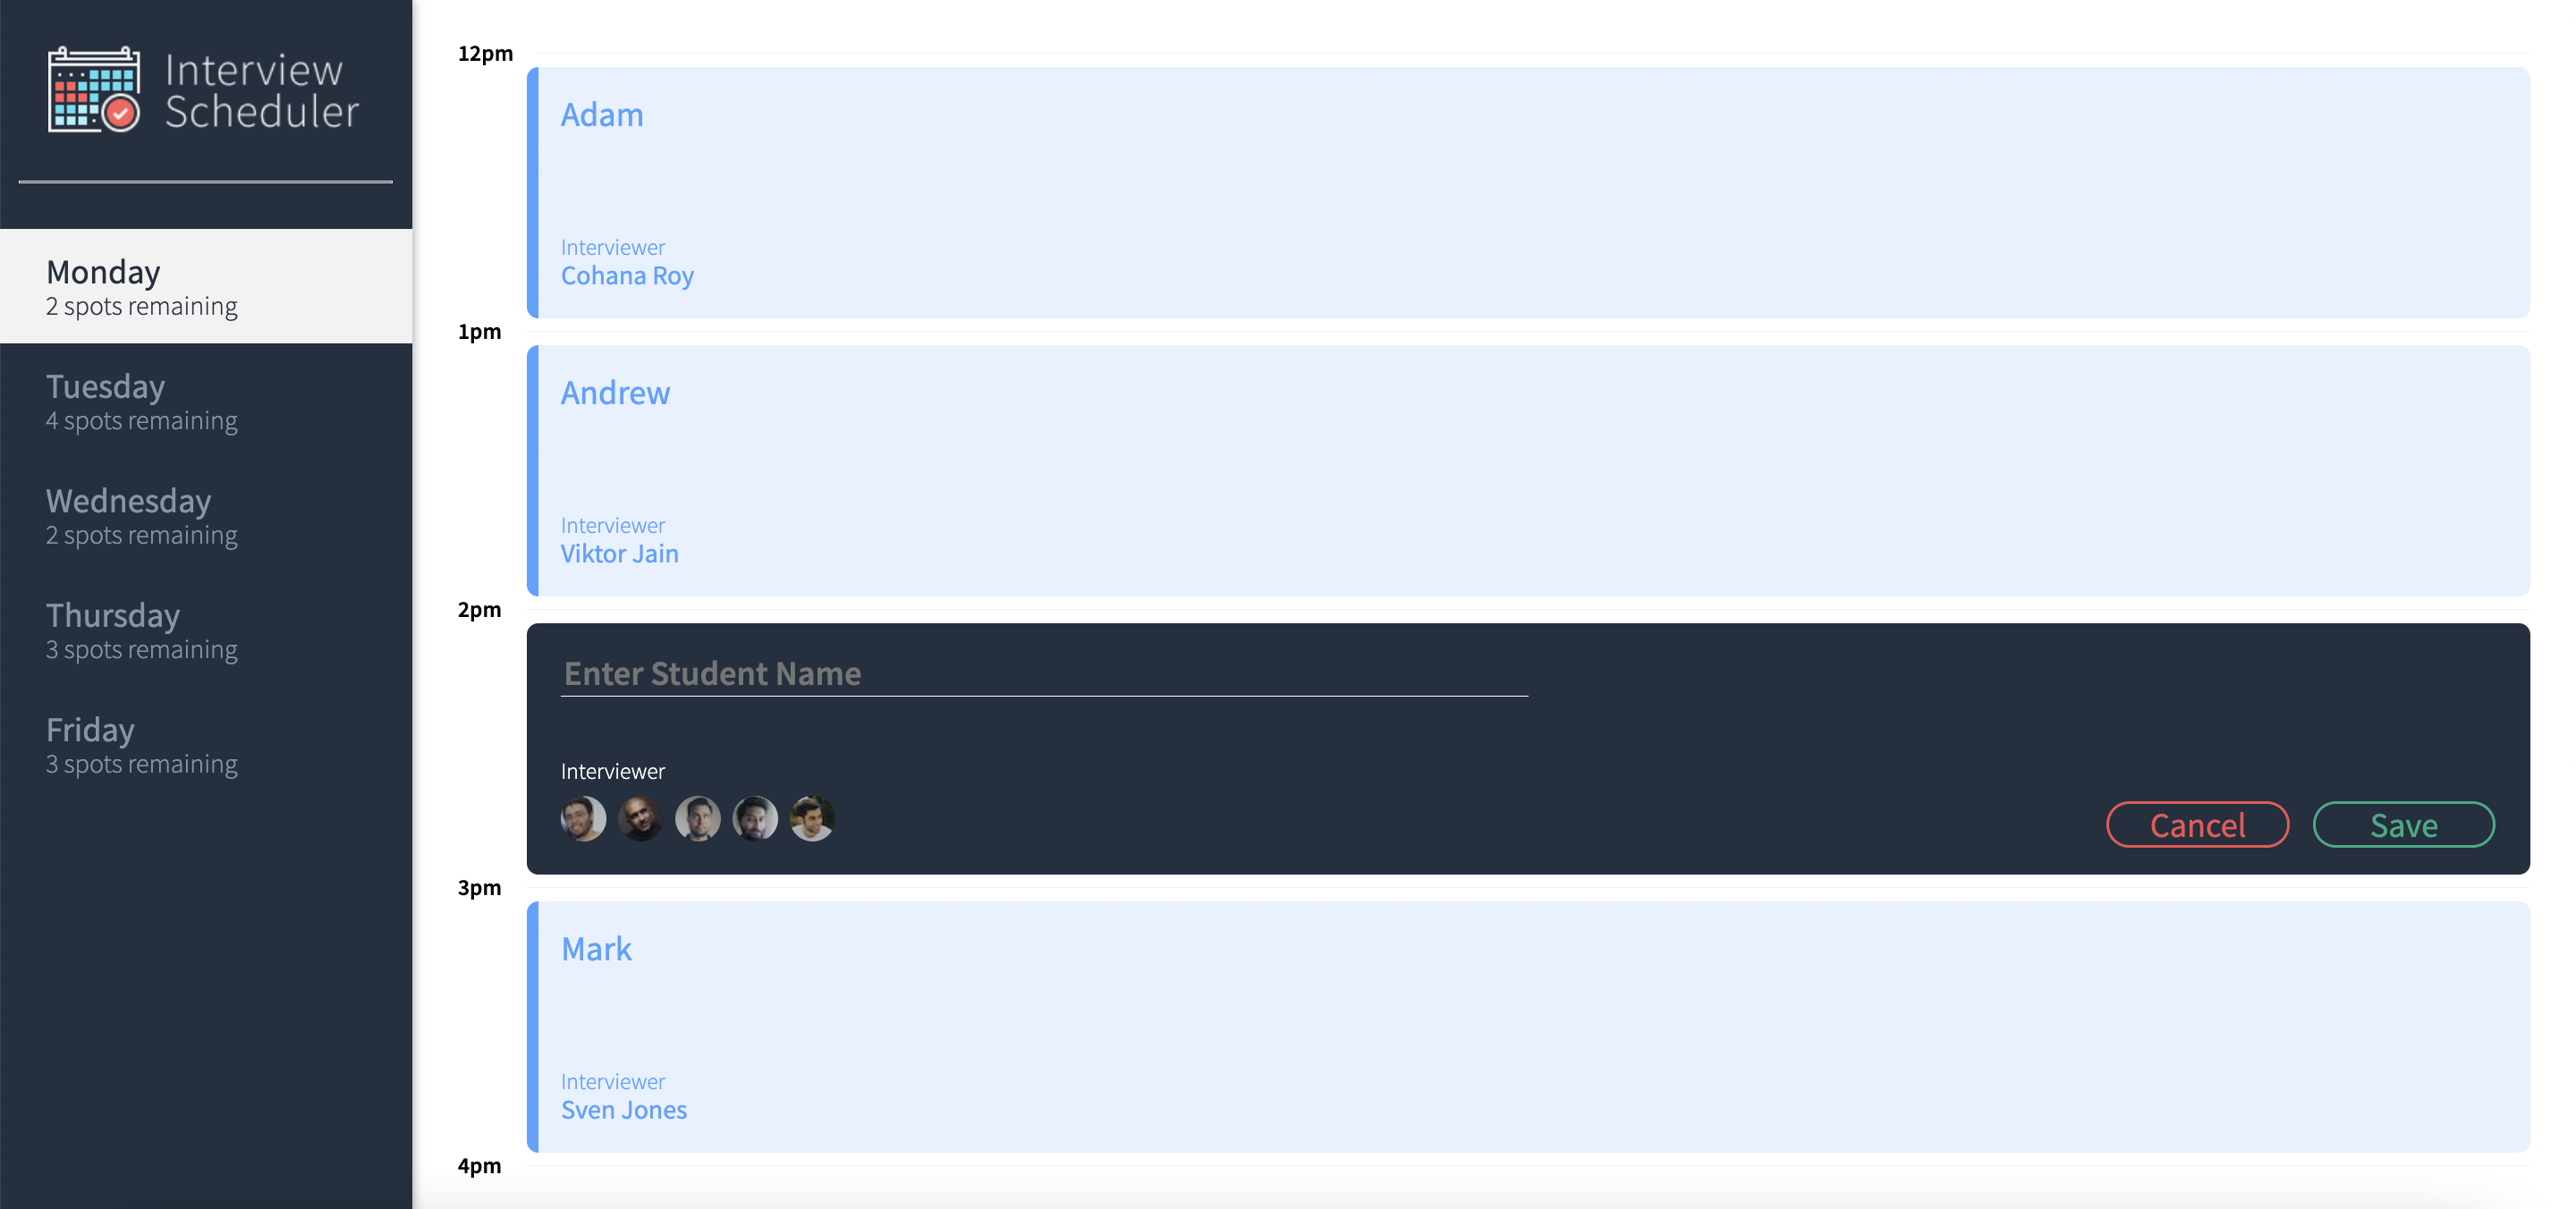 Interview
Scheduler
Monday
2 spots remaining
Tuesday
4 spots remaining
Wednesday
2 spots remaining
Thursday
3 spots remaining
Friday
3 spots remaining
12pm
Adam
Interviewer
Cohana Roy
1pm
Andrew
Interviewer
Viktor Jain
2pm
Enter Student Name
Interviewer
Cancel Save
3pm
Mark
Interviewer
Sven Jones
4pm